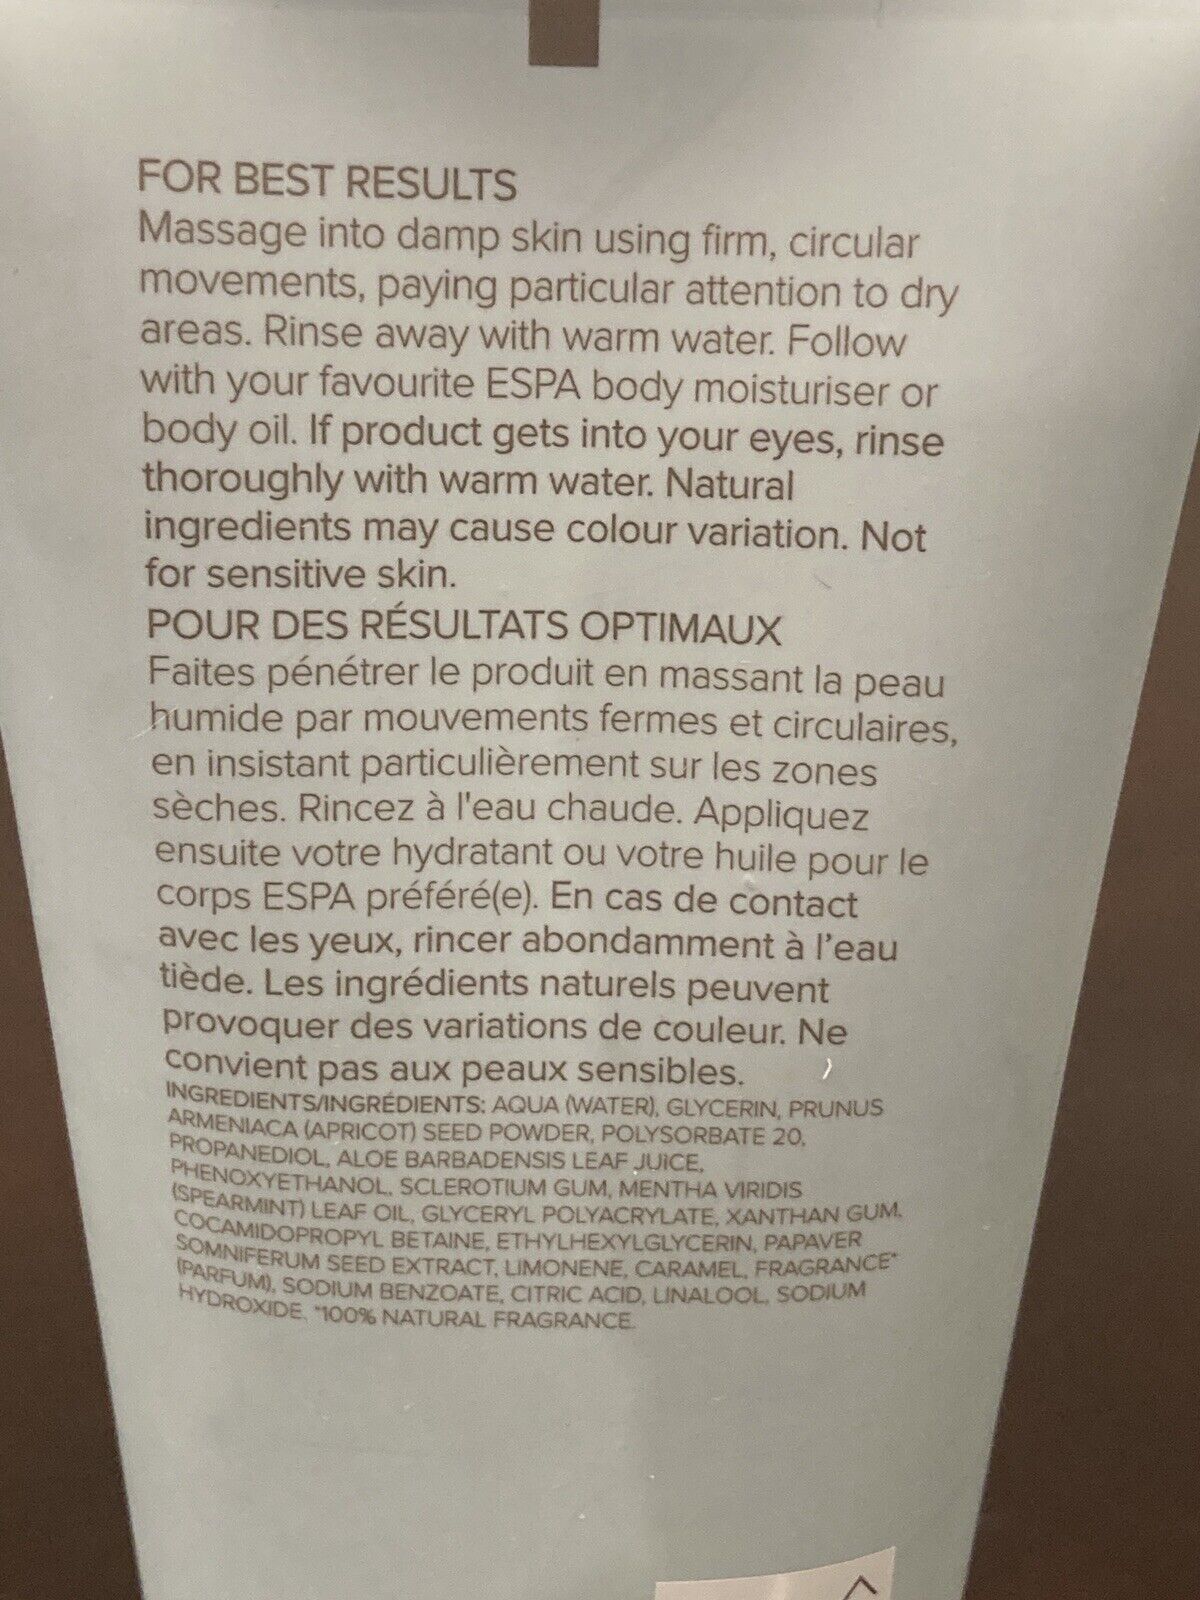 FOR BEST RESULTS
Massage into damp skin using firm, circular
movements, paying particular attention to dry
areas. Rinse away with warm water. Follow
with your favourite ESPA body moisturiser or
body oil. If product gets into your eyes, rinse
thoroughly with warm water. Natural
ingredients may cause colour variation. Not
for sensitive skin.
POUR DES RÉSULTATS OPTIMAUX
Faites pénétrer le produit en massant la peau
humide par mouvements fermes et circulaires,
en insistant particulièrement sur les zones
sèches. Rincez à l'eau chaude. Appliquez
ensuite votre hydratant ou votre huile pour le
corps ESPA préféré(e). En cas de contact
avec les yeux, rincer abondamment à l’eau
tiède. Les ingrédients naturels peuvent
provoquer des variations de couleur. Ne
convient pas aux peaux sensibles.
INGREDIENTS/INGRÉDIENTS: AQUA (WATER), GLYCERIN, PRUNUS
ARMENIACA (APRICOT) SEED POWDER, POLYSORBATE 20,
PROPANEDIOL, ALOE BARBADENSIS LEAF JUICE,
PHENOXYETHANOL, SCLEROTIUM GUM, MENTHA VIRIDIS
(SPEARMINT) LEAF OIL, GLYCERYL POLYACRYLATE, XANTHAN GUM,
COCAMIDOPROPYL BETAINE, ETHYLHEXYLGLYCERIN, PAPAVER
SOMNIFERUM SEED EXTRACT, LIMONENE, CARAMEL, FRAGRANCE*
(PARFUM), SODIUM BENZOATE, CITRIC ACID, LINALOOL, SODIUM
HYDROXIDE, *100% NATURAL FRAGRANCE.